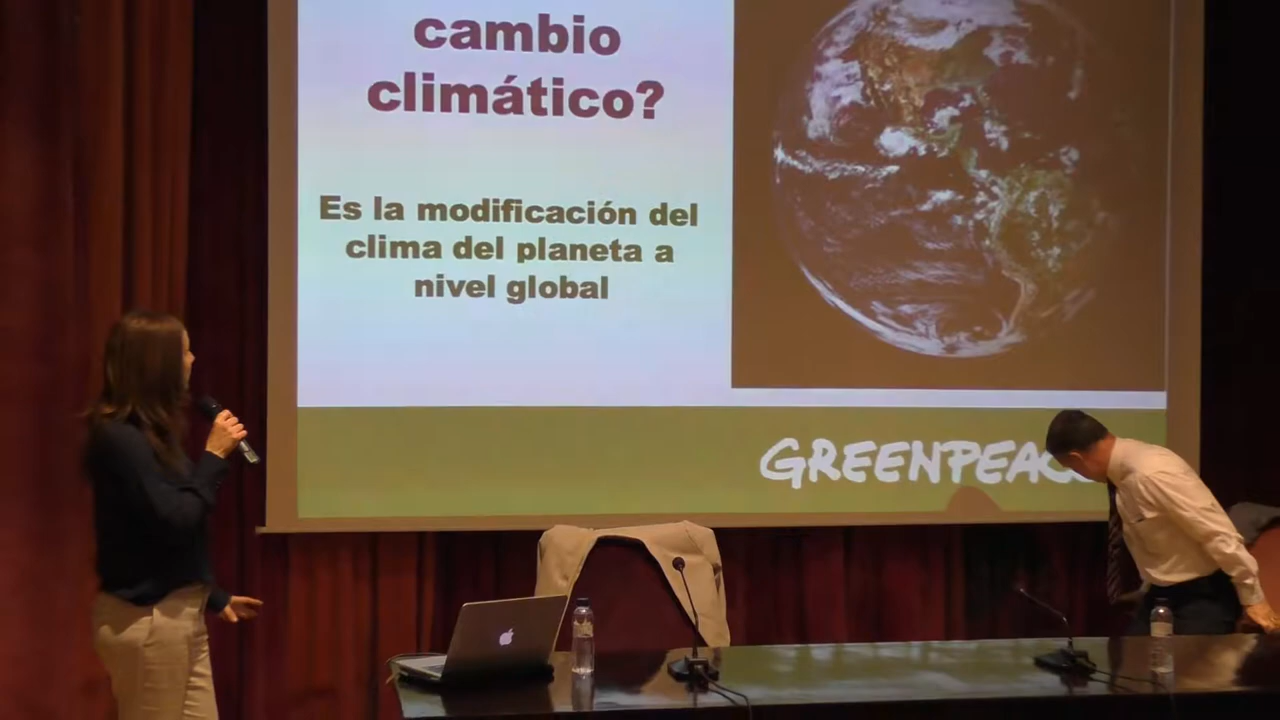 cambio
climático?
Es la modificación del
clima del planeta a
nivel global
GREENPEAC